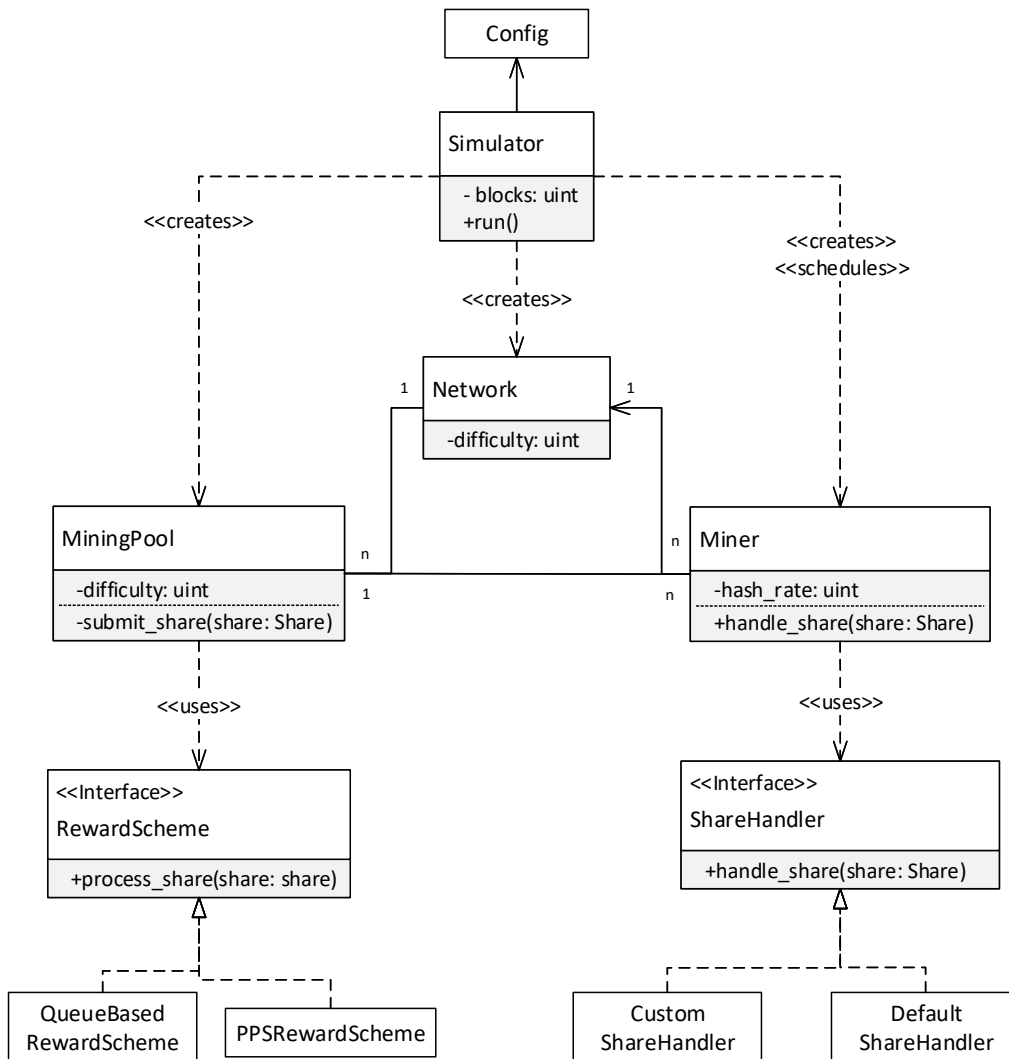 Config
Simulator
- blocks: uint
+run()
<<creates>>
<<creates>>
<<schedules>>
<<creates>>
Network
-difficulty: uint
1
1
MiningPool
-difficulty: uint
-submit_share(share: Share)
n
1
n
n
Miner
-hash_rate: uint
+handle_share(share: Share)
<<uses>>
<<uses>>
<<Interface>>
RewardScheme
+process_share(share: share)
<<Interface>>
ShareHandler
+handle_share(share: Share)
QueueBased
RewardScheme
PPSRewardScheme
Custom
ShareHandler
Default
ShareHandler